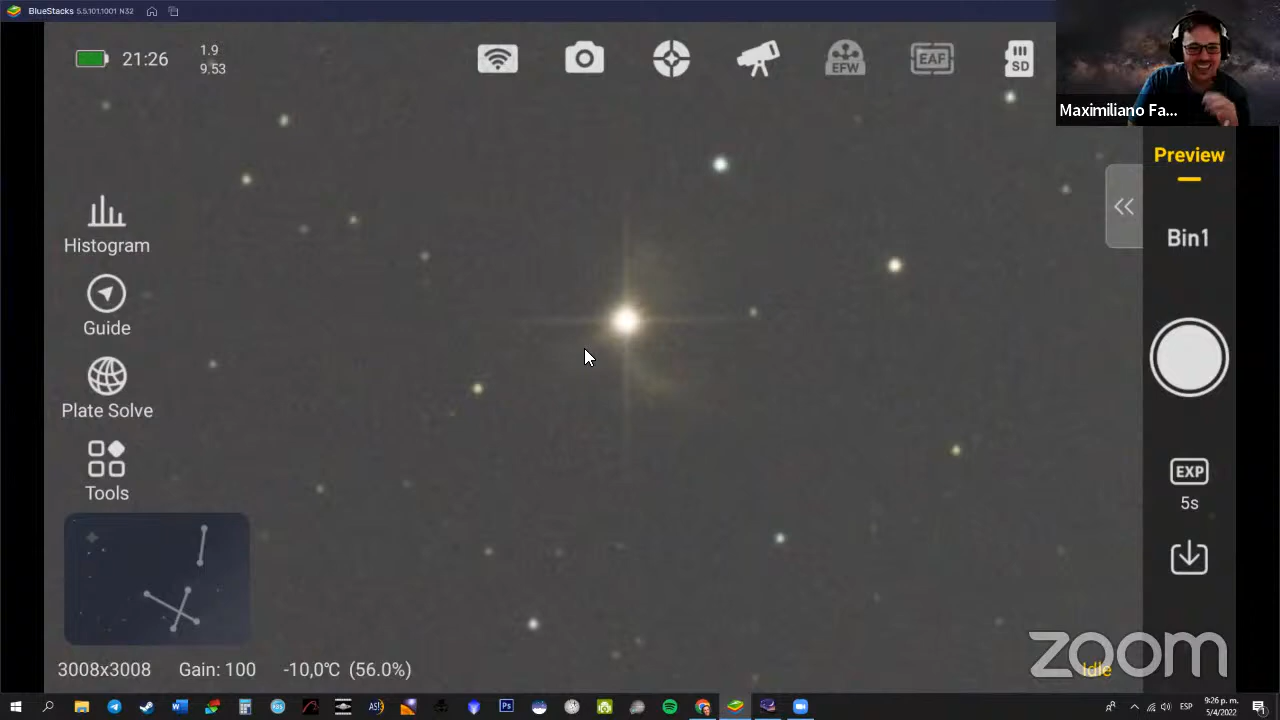 BlueStacks 5.5.101.1001 N32
21:26
1.9
9.53
EFW
EAF
SD
Maximiliano Fa...
Preview
Bin1
Histogram
Guide
Plate Solve
Tools
EXP
5s
3008x3008 Gain: 100 -10,0℃ (56.0%)
Idle
zoom
ESP
9:26 p. m.
5/4/2022